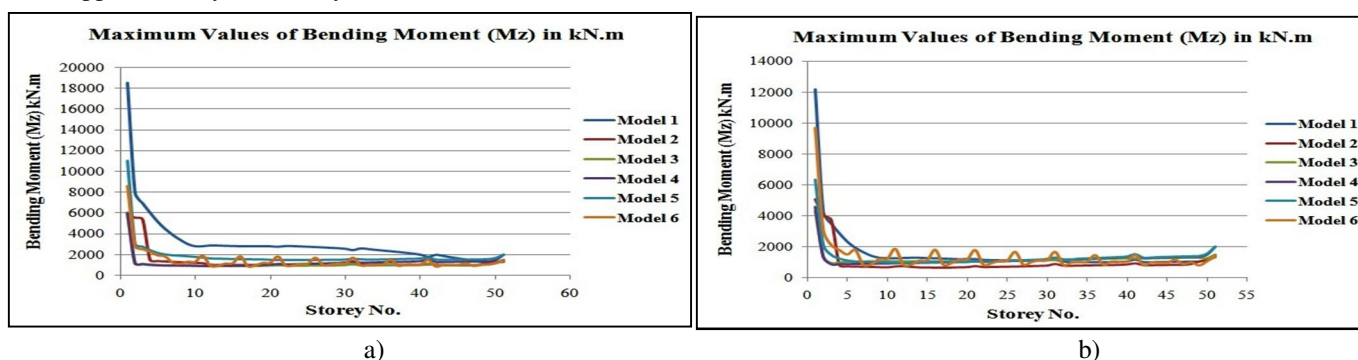 Maximum Values of Bending Moment (Mz) in kN.m
Bending Moment (Mz) kN.m
20000
18000
16000
14000
12000
10000
8000
6000
4000
2000
0
0 10 20 30 40 50 60
Storey No.
Model 1
Model 2
Model 3
Model 4
Model 5
Model 6
a)
Maximum Values of Bending Moment (Mz) in kN.m
Bending Moment (Mz) kN.m
14000
12000
10000
8000
6000
4000
2000
0
0 5 10 15 20 25 30 35 40 45 50 55
Storey No.
Model 1
Model 2
Model 3
Model 4
Model 5
Model 6
b)